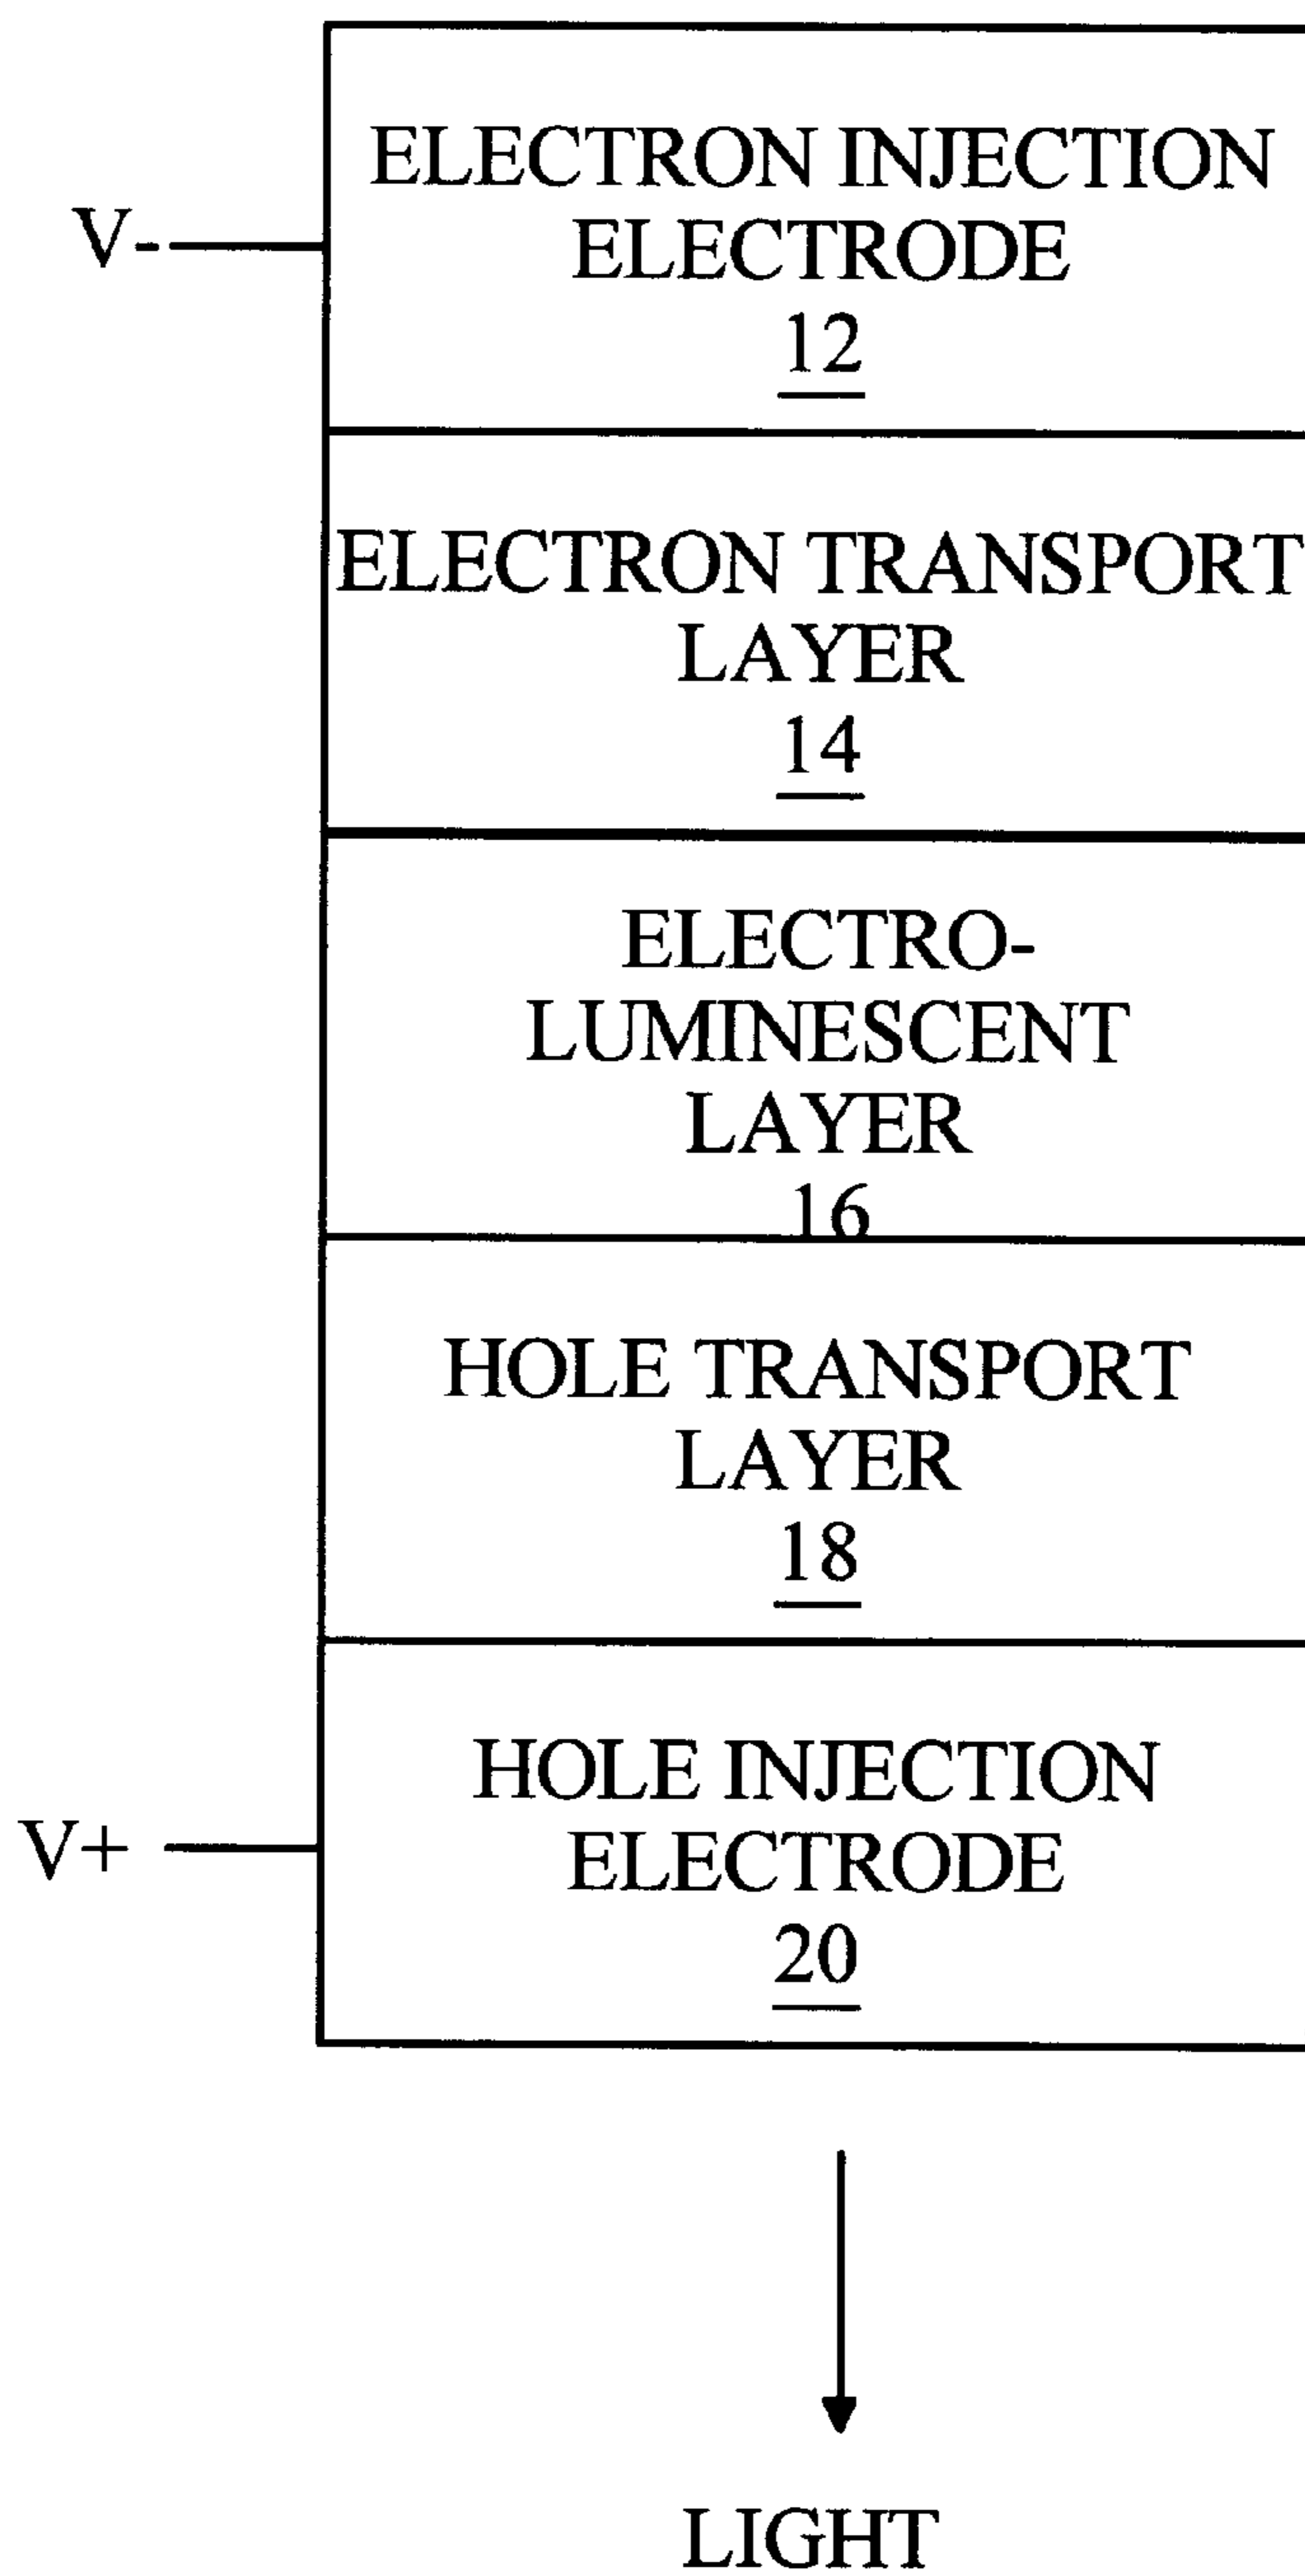 ELECTRON INJECTION
ELECTRODE
12
V-
ELECTRON TRANSPORT
LAYER
14
ELECTRO-
LUMINESCENT
LAYER
16
HOLE TRANSPORT
LAYER
18
HOLE INJECTION
ELECTRODE
20
V+
LIGHT